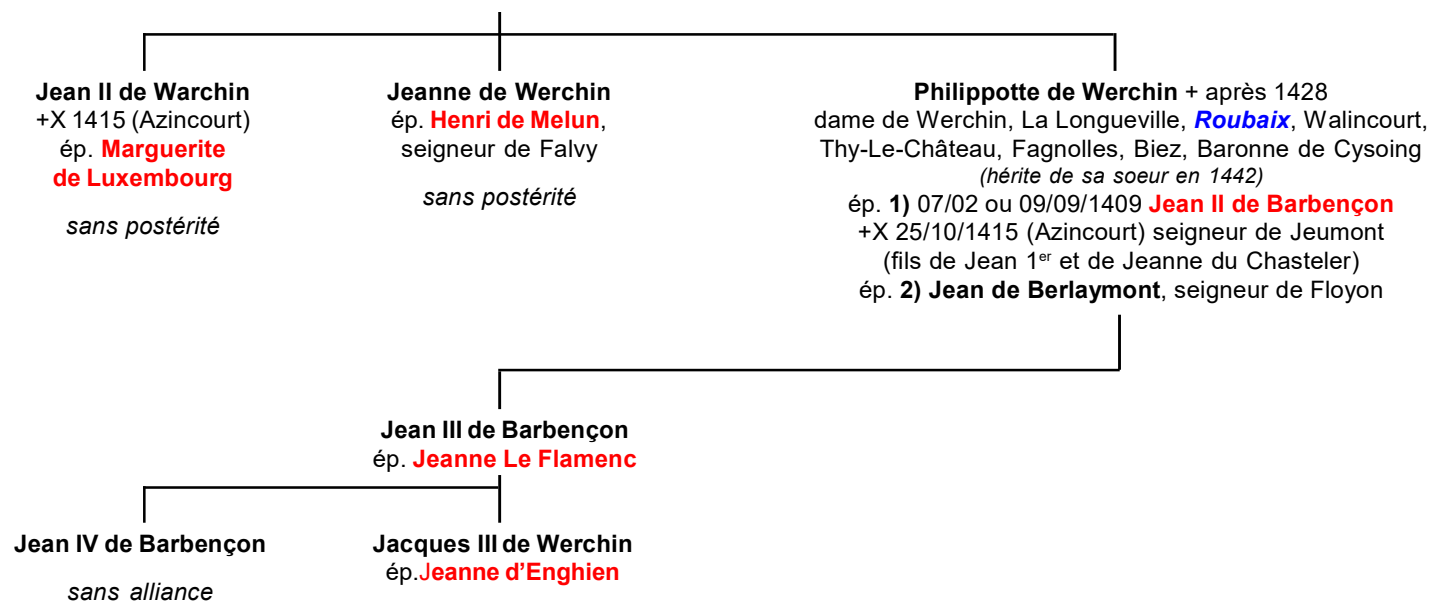 Jean II de Warchin
+X 1415 (Azincourt)
ép. Marguerite
de Luxembourg
sans postérité
Jeanne de Werchin
ép. Henri de Melun,
seigneur de Falvy
sans postérité
Philippotte de Werchin + après 1428
dame de Werchin, La Longueville, Roubaix, Walincourt,
Thy-Le-Château, Fagnolles, Biez, Baronne de Cysoing
(hérite de sa soeur en 1442)
ép. 1) 07/02 ou 09/09/1409 Jean II de Barbençon
+X 25/10/1415 (Azincourt) seigneur de Jeumont
(fils de Jean 1er et de Jeanne du Chasteler)
ép. 2) Jean de Berlaymont, seigneur de Floyon
Jean III de Barbençon
ép. Jeanne Le Flamenc
Jean IV de Barbençon
sans alliance
Jacques III de Werchin
ép.Jeanne d'Enghien